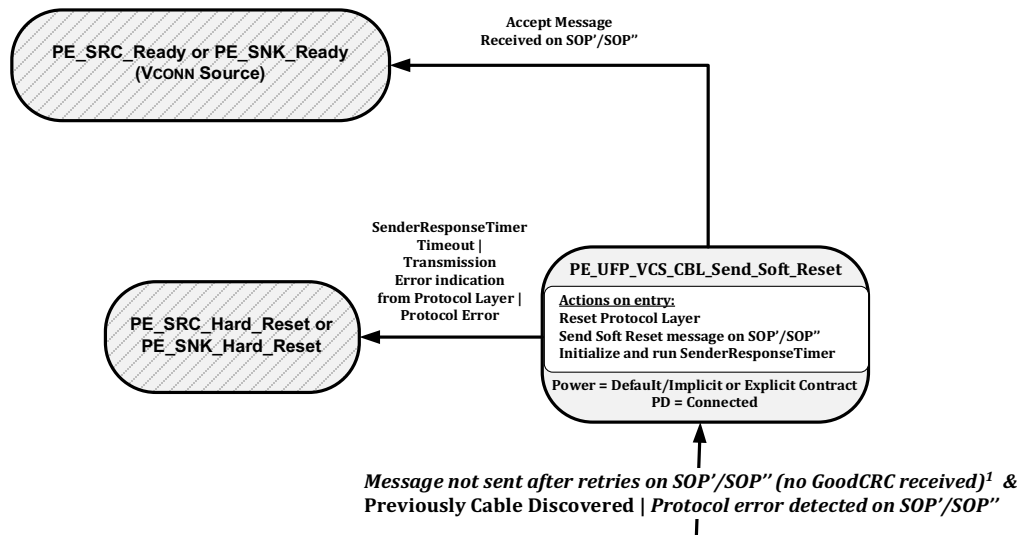 Accept Message
Received on SOP'/SOP"
PE_SRC_Ready or PE_SNK_Ready
(VCONN Source)
SenderResponseTimer
Timeout |
Transmission
Error indication
from Protocol Layer |
Protocol Error
PE_SRC_Hard_Reset or
PE_SNK_Hard_Reset
PE_UFP_VCS_CBL_Send_Soft_Reset
Actions on entry:
Reset Protocol Layer
Send Soft Reset message on SOP'/SOP"
Initialize and run SenderResponseTimer
Power = Default/Implicit or Explicit Contract
PD = Connected
Message not sent after retries on SOP'/SOP" (no GoodCRC received)¹ &
Previously Cable Discovered | Protocol error detected on SOP'/SOP"